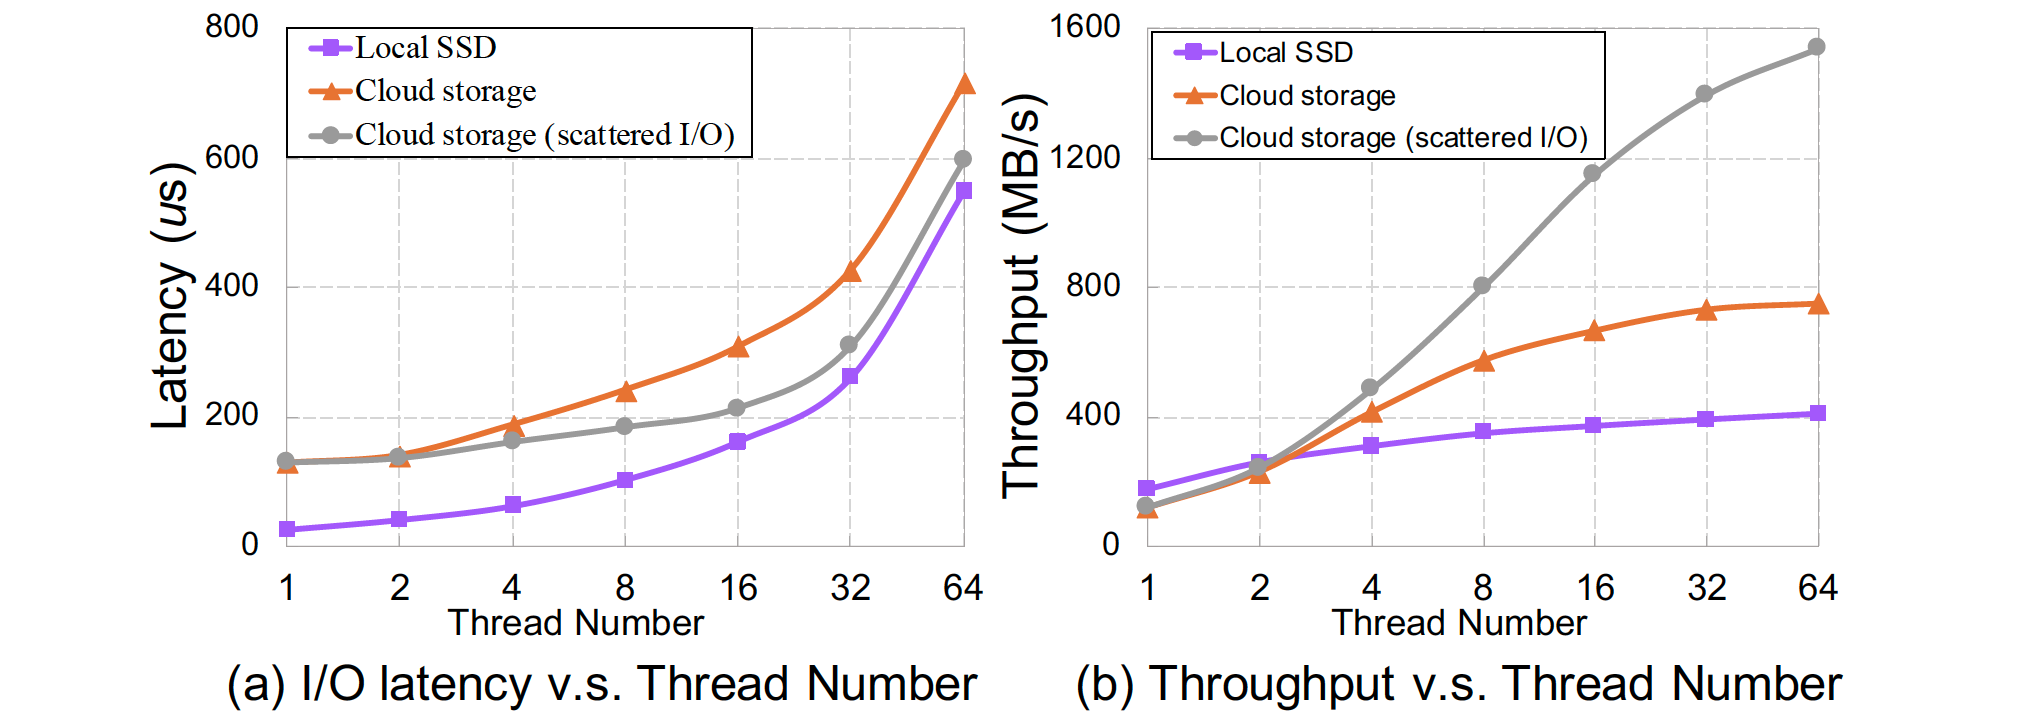 800
600
400
200
0
Latency (us)
Local SSD
Cloud storage
Cloud storage (scattered I/O)
1 2 4 8 16 32 64
Thread Number
(a) I/O latency v.s. Thread Number
1600
1200
800
400
0
Throughput (MB/s)
Local SSD
Cloud storage
Cloud storage (scattered I/O)
1 2 4 8 16 32 64
Thread Number
(b) Throughput v.s. Thread Number